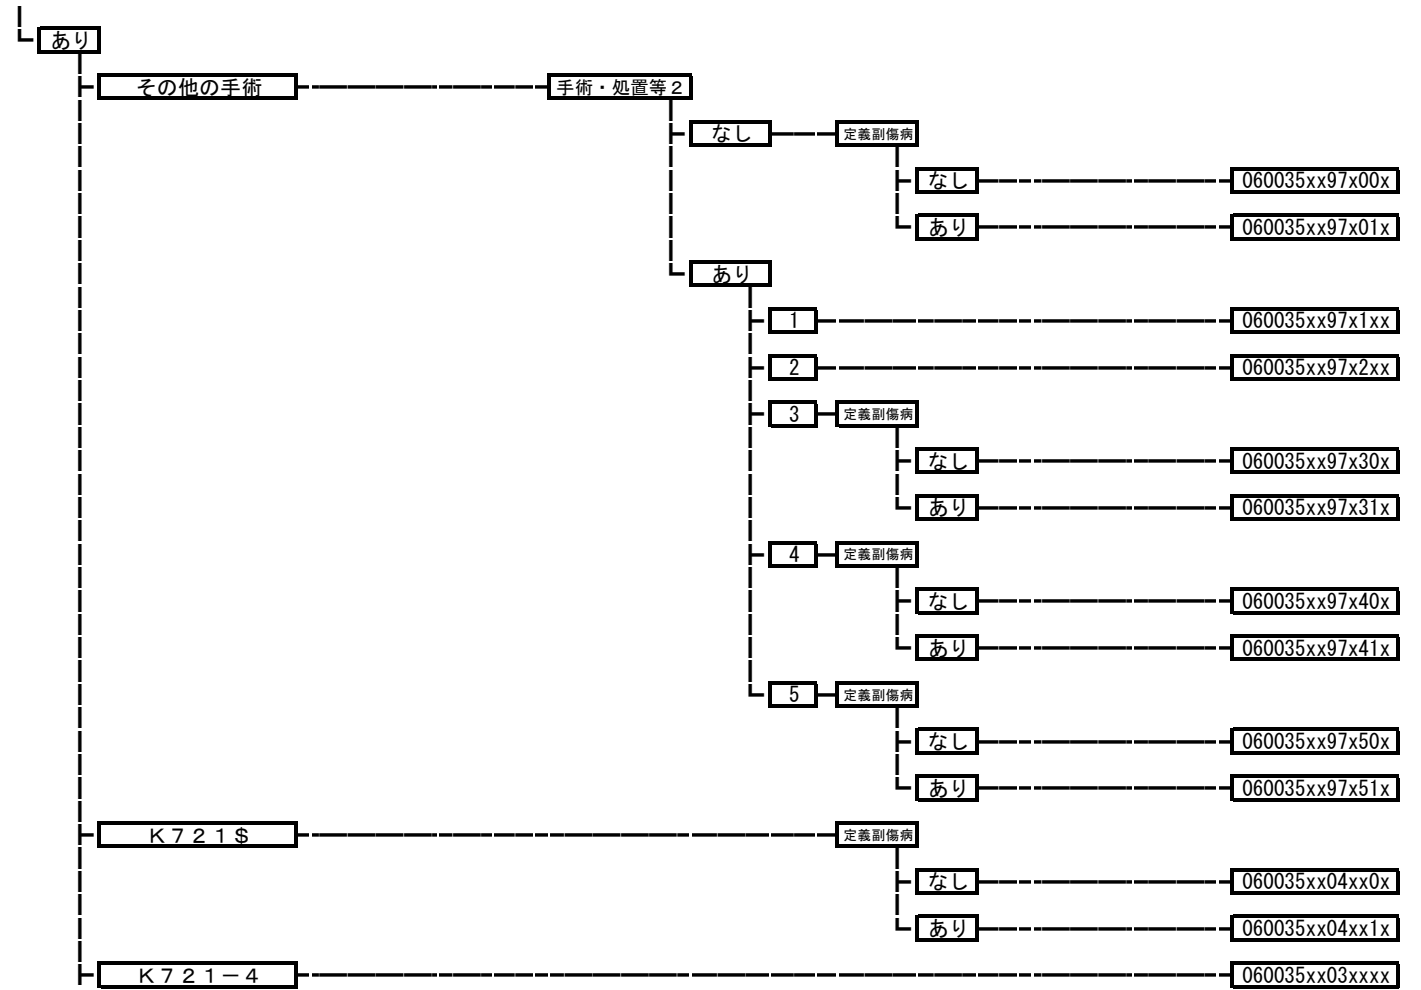 あり
その他の手術 手術・処置等２
なし 定義副傷病
なし 060035xx97x00x
あり 060035xx97x01x
あり
1 060035xx97x1xx
2 060035xx97x2xx
3 定義副傷病
なし 060035xx97x30x
あり 060035xx97x31x
4 定義副傷病
なし 060035xx97x40x
あり 060035xx97x41x
5 定義副傷病
なし 060035xx97x50x
あり 060035xx97x51x
Ｋ７２１＄ 定義副傷病
なし 060035xx04xx0x
あり 060035xx04xx1x
Ｋ７２１－４ 060035xx03xxxx